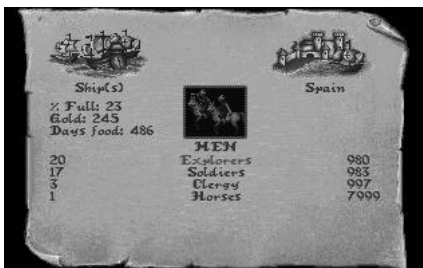 Ship(s)
Spain
% Full: 23
Gold: 245
Days food: 486
MEN
20 Explorers 980
17 Soldiers 983
3 Clergy 997
1 Horses 7999